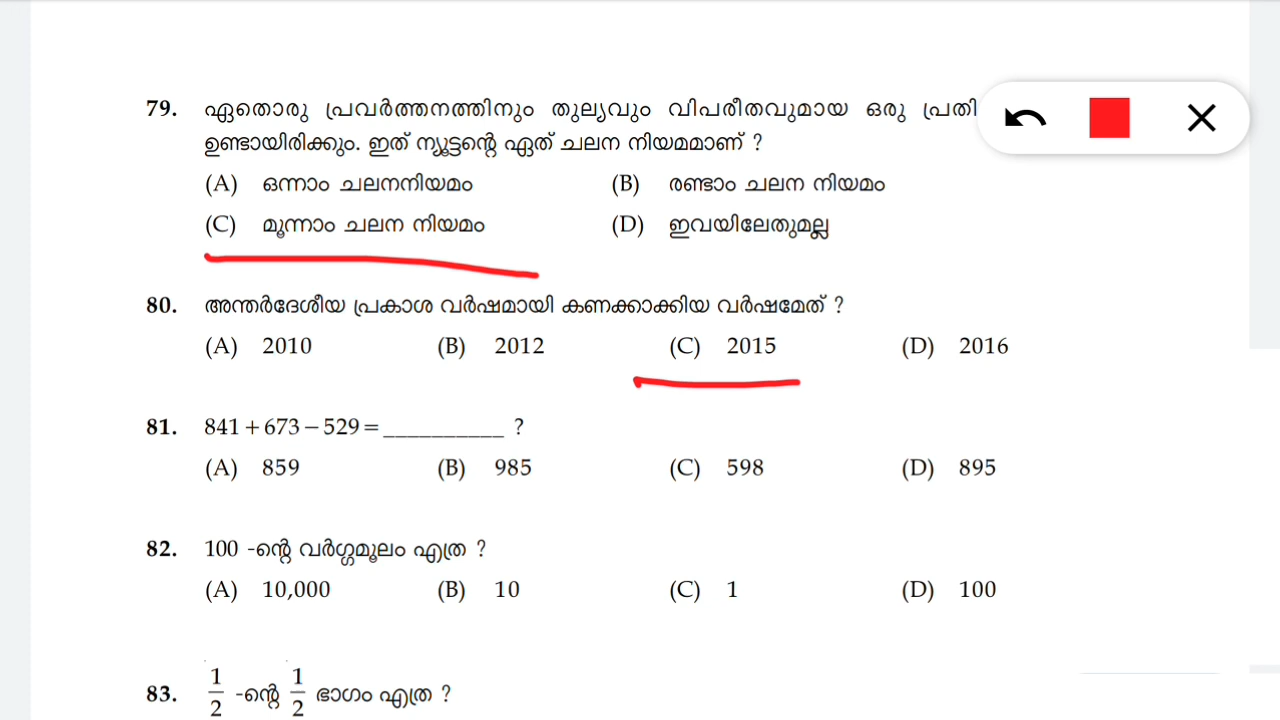 79. ഏതൊരു പ്രവർത്തനത്തിനും തുല്യവും വിപരീതവുമായ ഒരു പ്രതി
ഉണ്ടായിരിക്കും. ഇത് ന്യൂട്ടന്റെ ഏത് ചലന നിയമമാണ് ?
(A) ഒന്നാം ചലനനിയമം (B) രണ്ടാം ചലന നിയമം
(C) മൂന്നാം ചലന നിയമം (D) ഇവയിലേതുമല്ല
80. അന്തർദേശീയ പ്രകാശ വർഷമായി കണക്കാക്കിയ വർഷമേത് ?
(A) 2010 (B) 2012 (C) 2015 (D) 2016
81. 841 + 673 – 529 = __________ ?
(A) 859 (B) 985 (C) 598 (D) 895
82. 100 -ന്റെ വർഗ്ഗമൂലം എത്ര ?
(A) 10,000 (B) 10 (C) 1 (D) 100
83. 1/2 -ന്റെ 1/2 ഭാഗം എത്ര ?